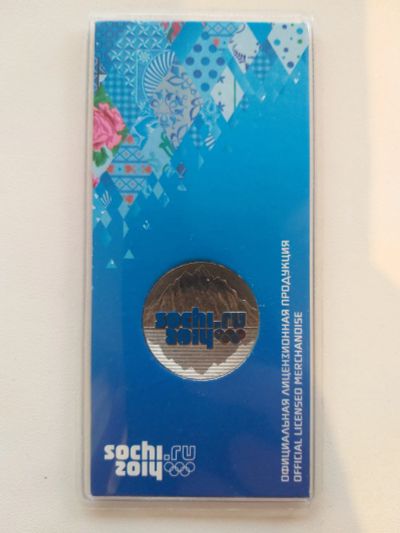 sochi.ru
2014
sochi.ru
2014
ОФИЦИАЛЬНАЯ ЛИЦЕНЗИОННАЯ ПРОДУКЦИЯ
OFFICIAL LICENSED MERCHANDISE